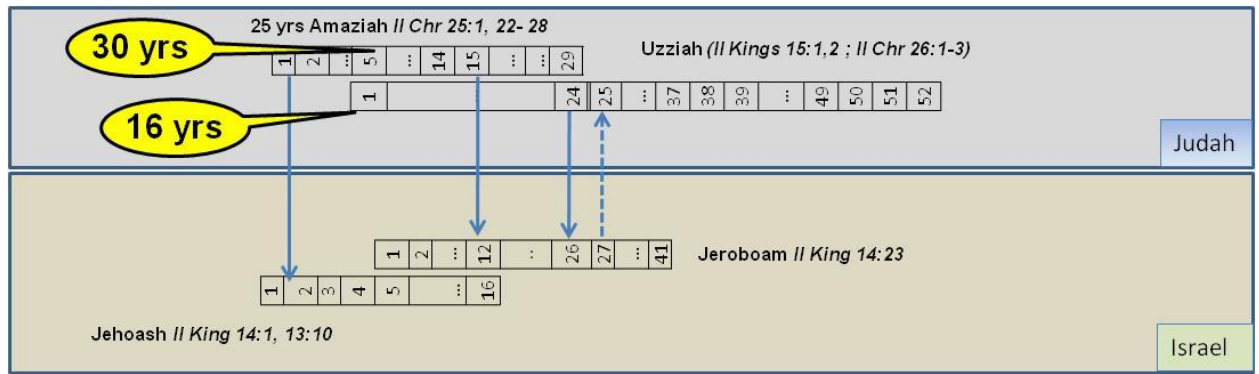 25 yrs Amaziah II Chr 25:1, 22- 28
30 yrs
Uzziah (II Kings 15:1,2 ; II Chr 26:1-3)
1 2 ... 5 ... 14 15 ... ... 29
1 24 25 ... 37 38 39 ... 49 50 51 52
16 yrs
Judah
1 2 ... 12 .. 26 27 ... 41 Jeroboam II King 14:23
1 2 3 4 5 ... 16
Jehoash II King 14:1, 13:10
Israel